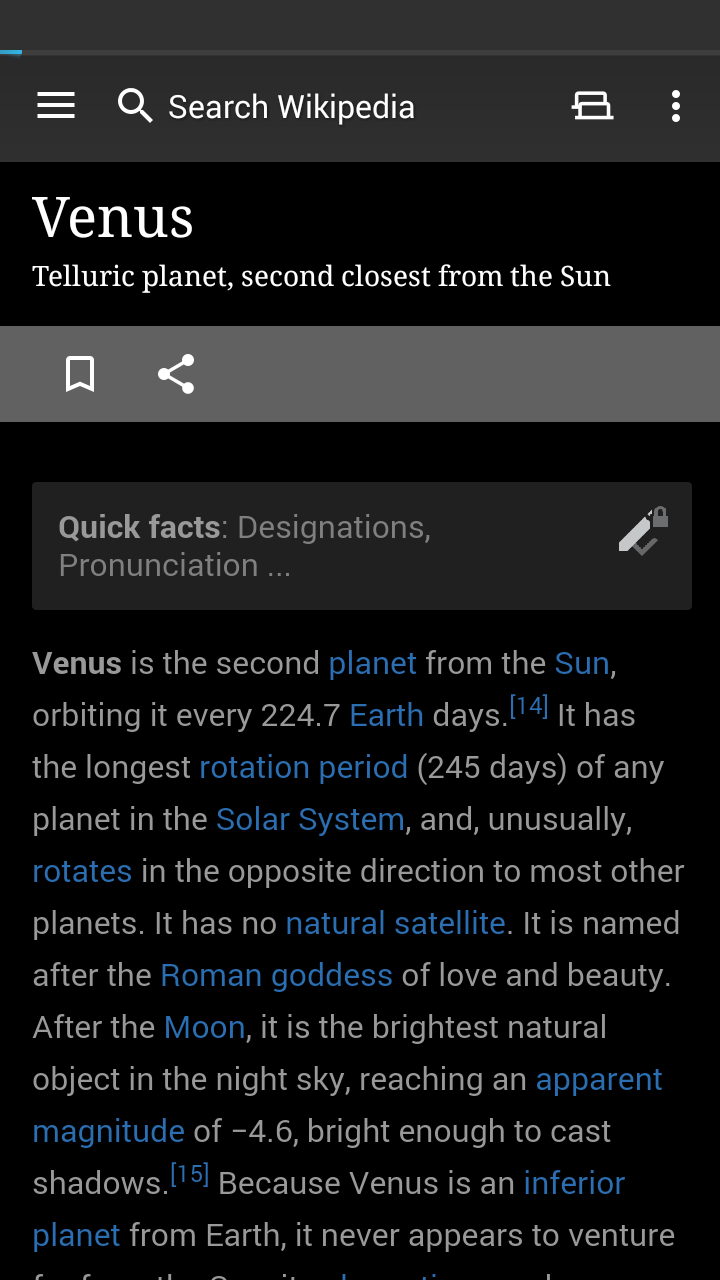 Search Wikipedia
Venus
Telluric planet, second closest from the Sun
Quick facts: Designations,
Pronunciation ...
Venus is the second planet from the Sun,
orbiting it every 224.7 Earth days.[14] It has
the longest rotation period (245 days) of any
planet in the Solar System, and, unusually,
rotates in the opposite direction to most other
planets. It has no natural satellite. It is named
after the Roman goddess of love and beauty.
After the Moon, it is the brightest natural
object in the night sky, reaching an apparent
magnitude of −4.6, bright enough to cast
shadows.[15] Because Venus is an inferior
planet from Earth, it never appears to venture